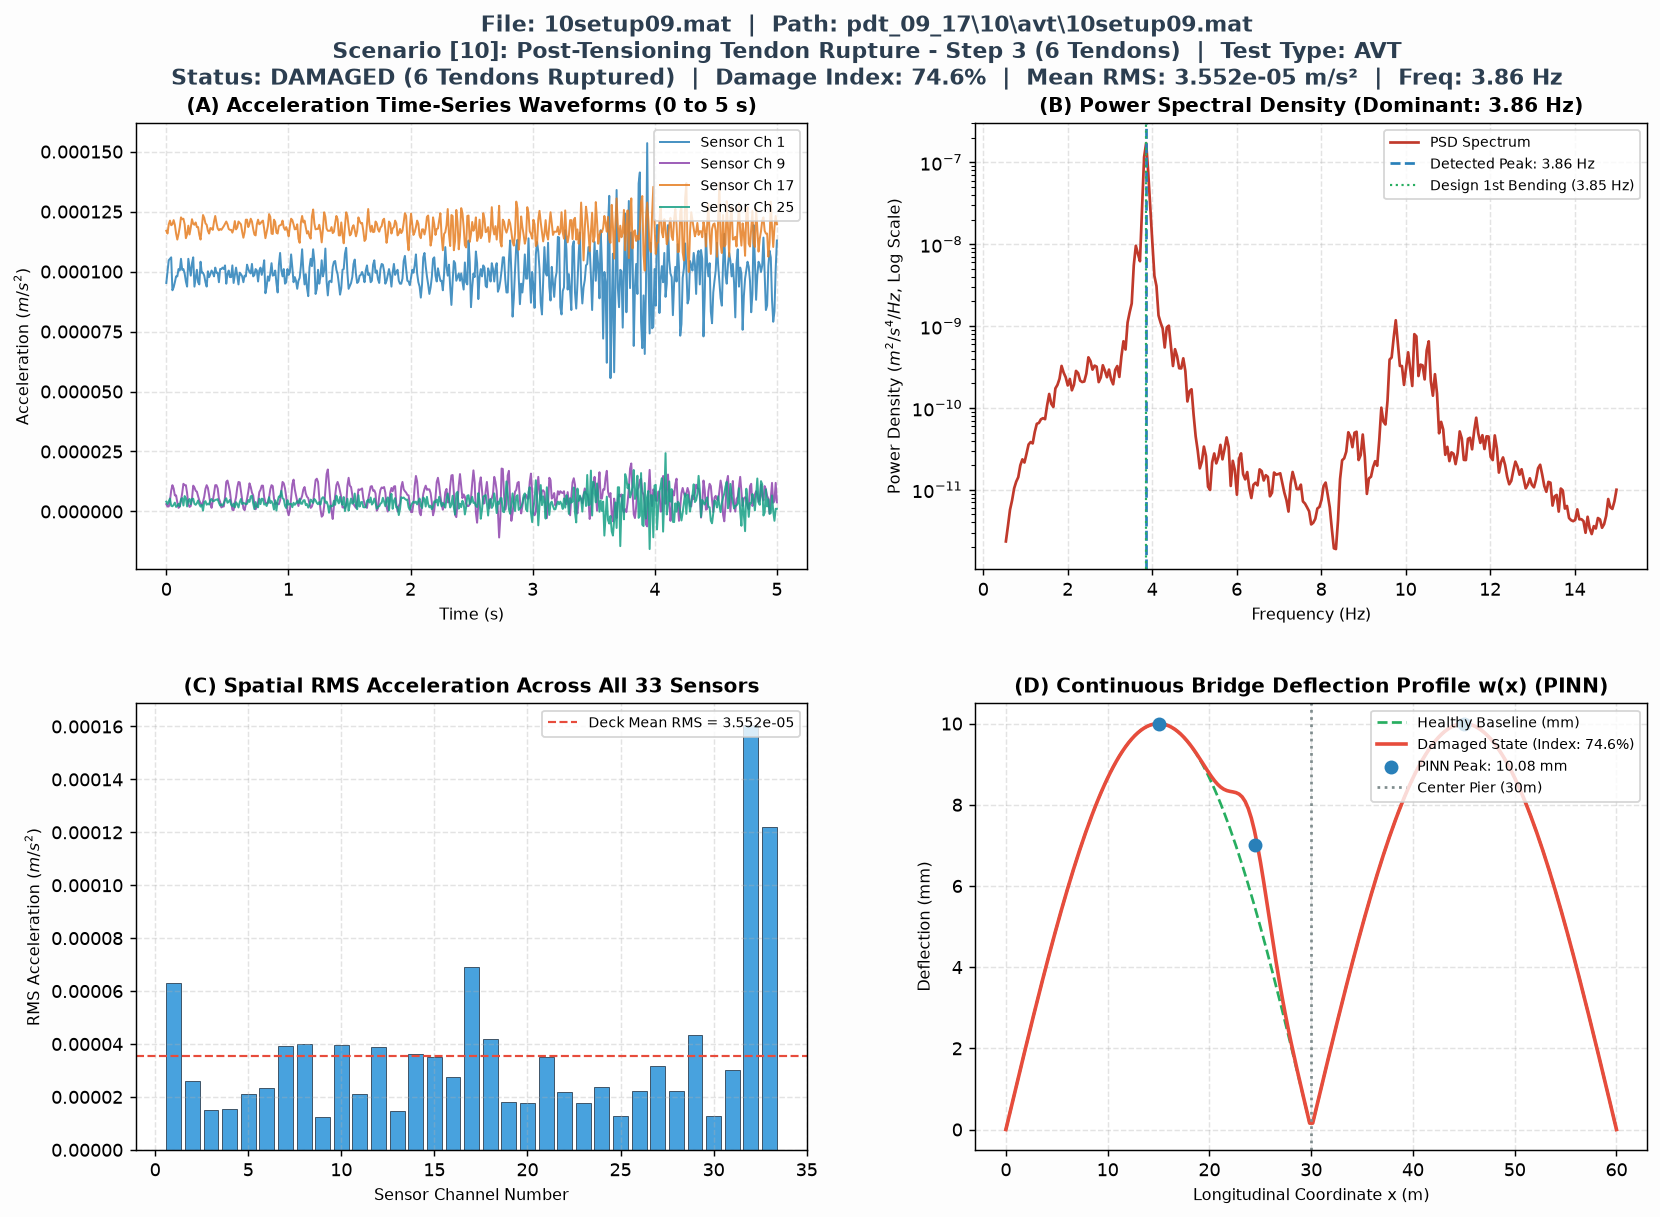 File: 10setup09.mat | Path: pdt_09_17\10\avt\10setup09.mat
Scenario [10]: Post-Tensioning Tendon Rupture - Step 3 (6 Tendons) | Test Type: AVT
Status: DAMAGED (6 Tendons Ruptured) | Damage Index: 74.6% | Mean RMS: 3.552e-05 m/s² | Freq: 3.86 Hz
(A) Acceleration Time-Series Waveforms (0 to 5 s)
Sensor Ch 1
Sensor Ch 9
Sensor Ch 17
Sensor Ch 25
0.000150
0.000125
0.000100
0.000075
0.000050
0.000025
0.000000
Acceleration (m/s²)
0 1 2 3 4 5
Time (s)
(B) Power Spectral Density (Dominant: 3.86 Hz)
PSD Spectrum
Detected Peak: 3.86 Hz
Design 1st Bending (3.85 Hz)
10⁻⁷
10⁻⁸
10⁻⁹
10⁻¹⁰
10⁻¹¹
Power Density (m²/s⁴/Hz, Log Scale)
0 2 4 6 8 10 12 14
Frequency (Hz)
(C) Spatial RMS Acceleration Across All 33 Sensors
Deck Mean RMS = 3.552e-05
0.00016
0.00014
0.00012
0.00010
0.00008
0.00006
0.00004
0.00002
0.00000
RMS Acceleration (m/s²)
0 5 10 15 20 25 30 35
Sensor Channel Number
(D) Continuous Bridge Deflection Profile w(x) (PINN)
Healthy Baseline (mm)
Damaged State (Index: 74.6%)
PINN Peak: 10.08 mm
Center Pier (30m)
10
8
6
4
2
0
Deflection (mm)
0 10 20 30 40 50 60
Longitudinal Coordinate x (m)